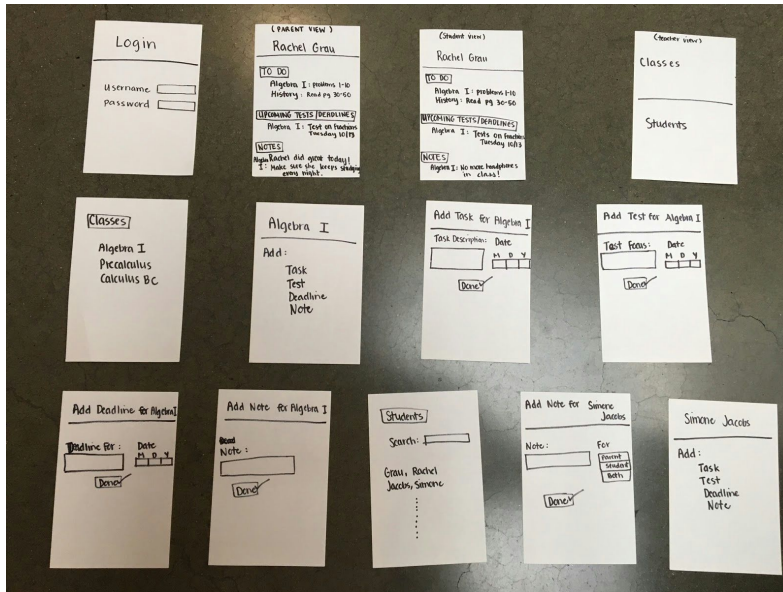 Login
Username
Password
(PARENT VIEW)
Rachel Grau
TO DO
Algebra I: problems 1-10
History: Read pg 30-50
UPCOMING TESTS/DEADLINES
Algebra I: Test on Fractions
Tuesday 10/13
NOTES
Algebra Rachel did great today!
I: Make sure she keeps studying
every night.
(Student View)
Rachel Grau
TO DO
Algebra I: problems 1-10
History: Read pg 30-50
UPCOMING TESTS/DEADLINES
Algebra I: Tests on Fractions
Tuesday 10/13
NOTES
Algebra I: No more headphones
in class!
(teacher view)
Classes
Students
Classes
Algebra I
Precalculus
Calculus BC
Algebra I
Add:
Task
Test
Deadline
Note
Add Task for Algebra I
Task Description: Date
M D Y
Done
Add Test for Algebra I
Test Focus: Date
M D Y
Done
Add Deadline for Algebra I
Deadline For: Date
M D Y
Done
Add Note for Algebra I
Note:
Done
Students
Search:
Grau, Rachel
Jacobs, Simone
Add Note for Simone
Jacobs
Note: For
Parent
Student
Both
Done
Simone Jacobs
Add:
Task
Test
Deadline
Note